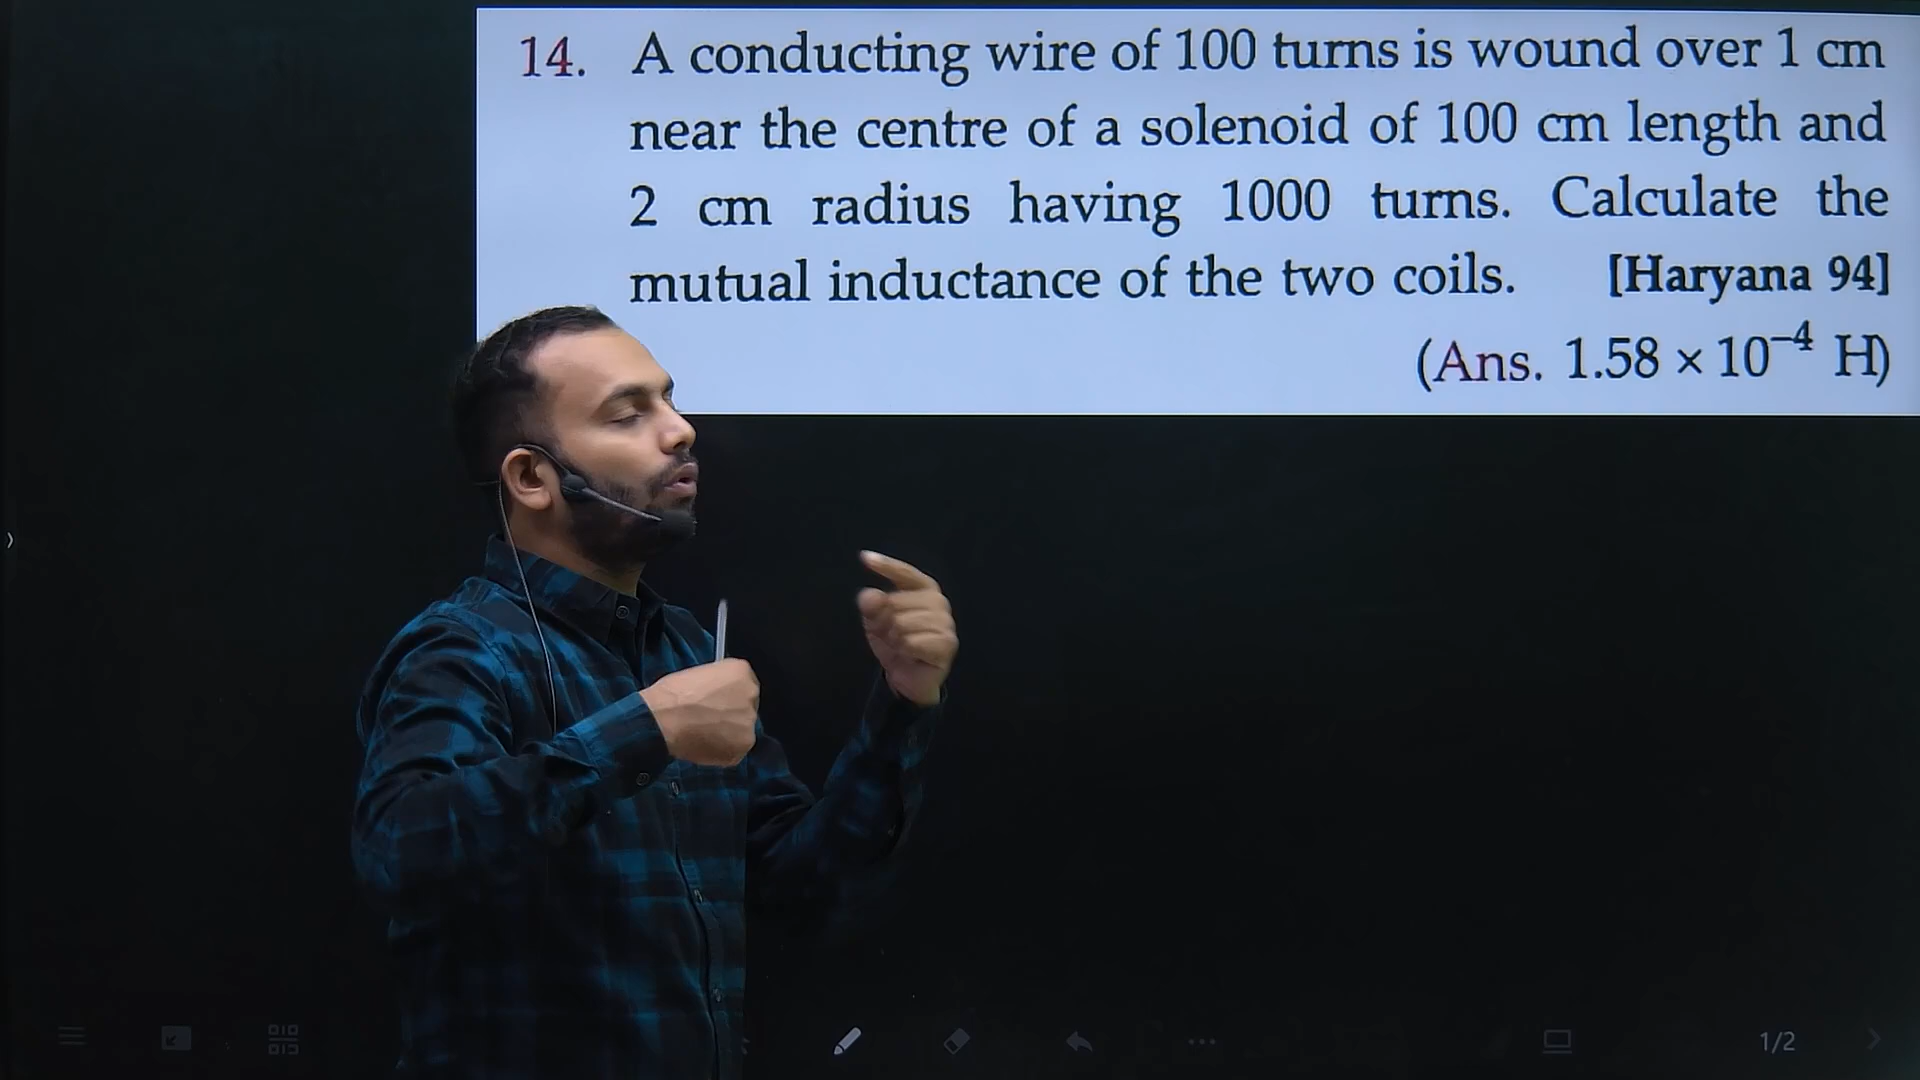 14. A conducting wire of 100 turns is wound over 1 cm
near the centre of a solenoid of 100 cm length and
2 cm radius having 1000 turns. Calculate the
mutual inductance of the two coils. [Haryana 94]
(Ans. 1.58 × 10⁻⁴ H)
1/2